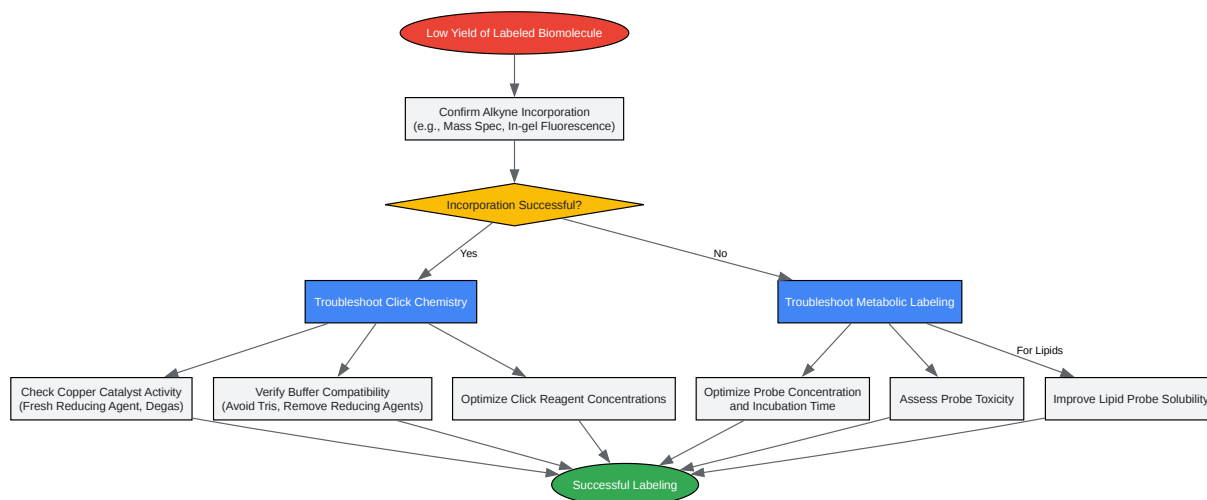 Low Yield of Labeled Biomolecule
Confirm Alkyne Incorporation
(e.g., Mass Spec, In-gel Fluorescence)
Incorporation Successful?
Yes
No
Troubleshoot Click Chemistry
Troubleshoot Metabolic Labeling
For Lipids
Check Copper Catalyst Activity
(Fresh Reducing Agent, Degas)
Verify Buffer Compatibility
(Avoid Tris, Remove Reducing Agents)
Optimize Click Reagent Concentrations
Optimize Probe Concentration
and Incubation Time
Assess Probe Toxicity
Improve Lipid Probe Solubility
Successful Labeling